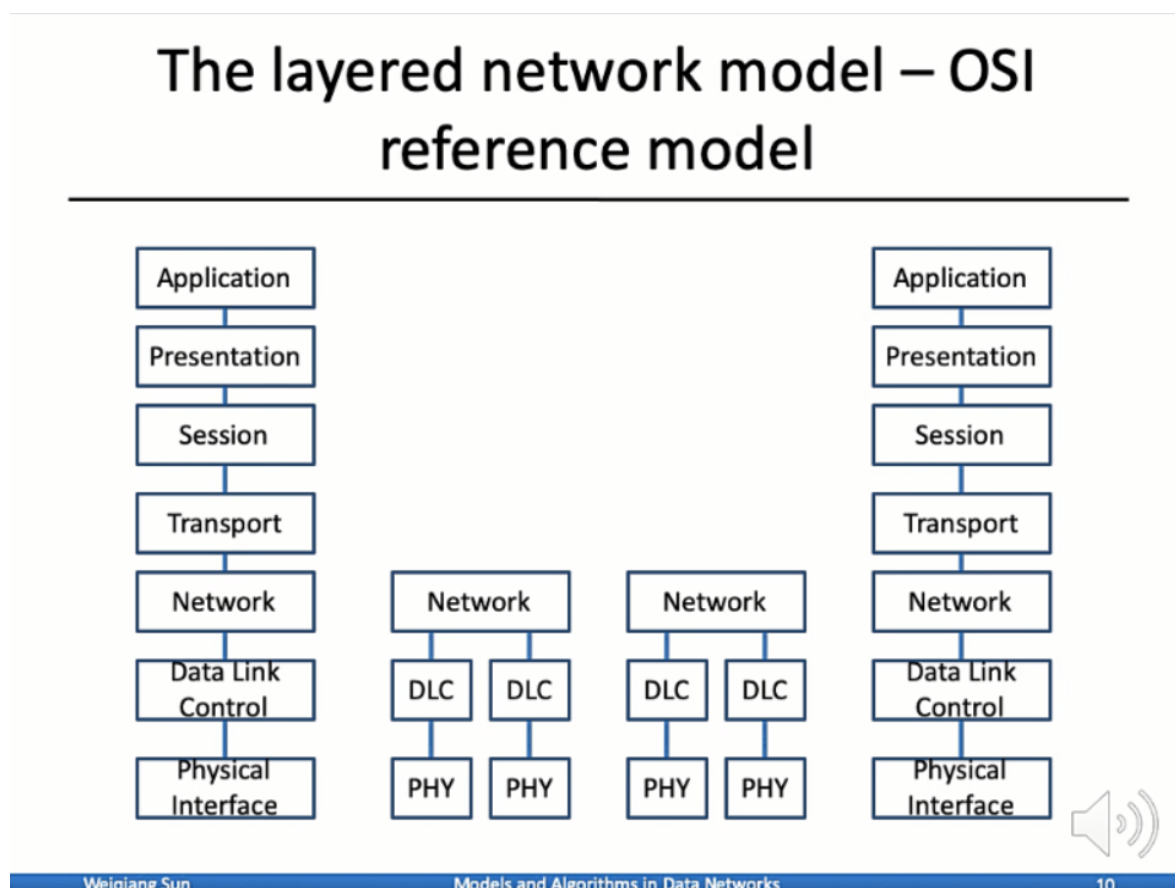 The layered network model – OSI
reference model
Application
Presentation
Session
Transport
Network
Data Link
Control
Physical
Interface
Network
DLC
DLC
PHY
PHY
Network
DLC
DLC
PHY
PHY
Application
Presentation
Session
Transport
Network
Data Link
Control
Physical
Interface
Weiqiang Sun
Models and Algorithms in Data Networks
10